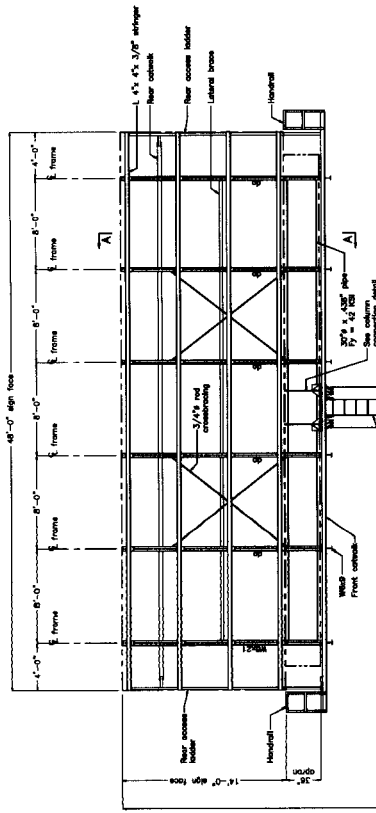 48'-0" sign face
4'-0" 8'-0" 8'-0" 8'-0" 8'-0" 8'-0" 4'-0"
℄ frame ℄ frame ℄ frame ℄ frame ℄ frame ℄ frame
L 4"x 4"x 3/8" stringer
Rear catwalk
Rear access ladder
Lateral brace
Handrail
A
A
3/4"ø rod
crossbracing
W8x21
Rear access
ladder
Handrail
14'-0" sign face
36"
apron
30"ø x .438" pipe
Fy = 42 KSI
See column
connection detail
W6x9
Front catwalk